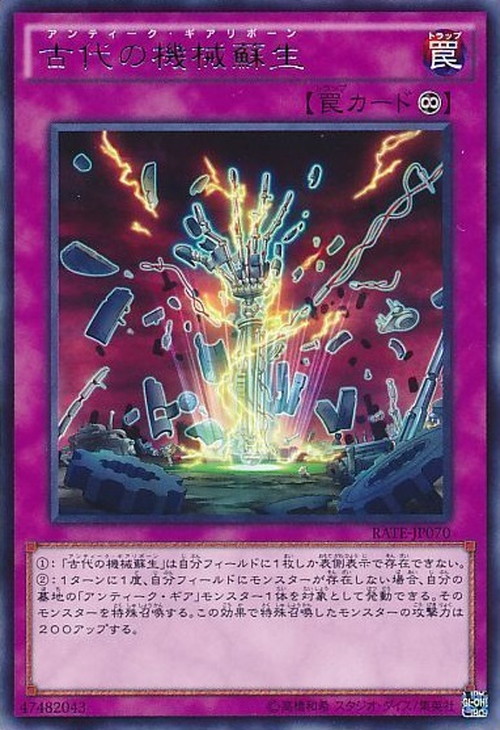 アンティーク・ギアリボーン
古代の機械蘇生
トラップ
罠
【罠カード∞】
RATE-JP070
①:「古代の機械蘇生」は自分フィールドに1枚しか表側表示で存在できない。
②:1ターンに1度、自分フィールドにモンスターが存在しない場合、自分の
墓地の「アンティーク・ギア」モンスター1体を対象として発動できる。その
モンスターを特殊召喚する。この効果で特殊召喚したモンスターの攻撃力は
200アップする。
47482043
©高橋和希 スタジオ・ダイス/集英社